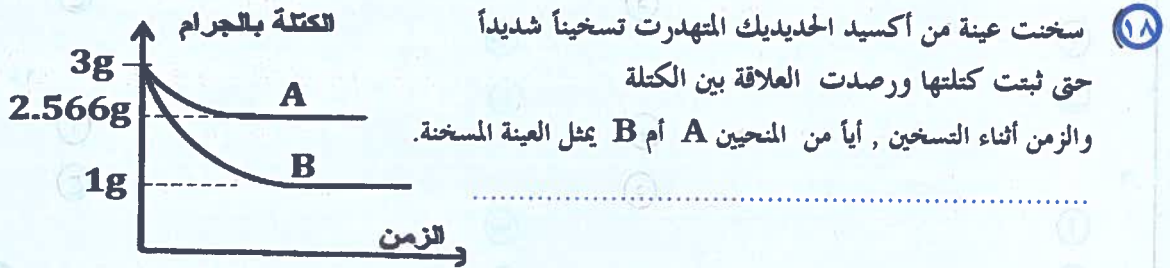 ١٨ سخنت عينة من أكسيد الحديديك المتهدرت تسخيناً شديداً
حتى ثبتت كتلتها ورصدت العلاقة بين الكتلة
والزمن أثناء التسخين , أياً من المنحيين A أم B يمثل العينة المسخنة.
الكتلة بالجرام
3g
2.566g
A
B
1g
الزمن